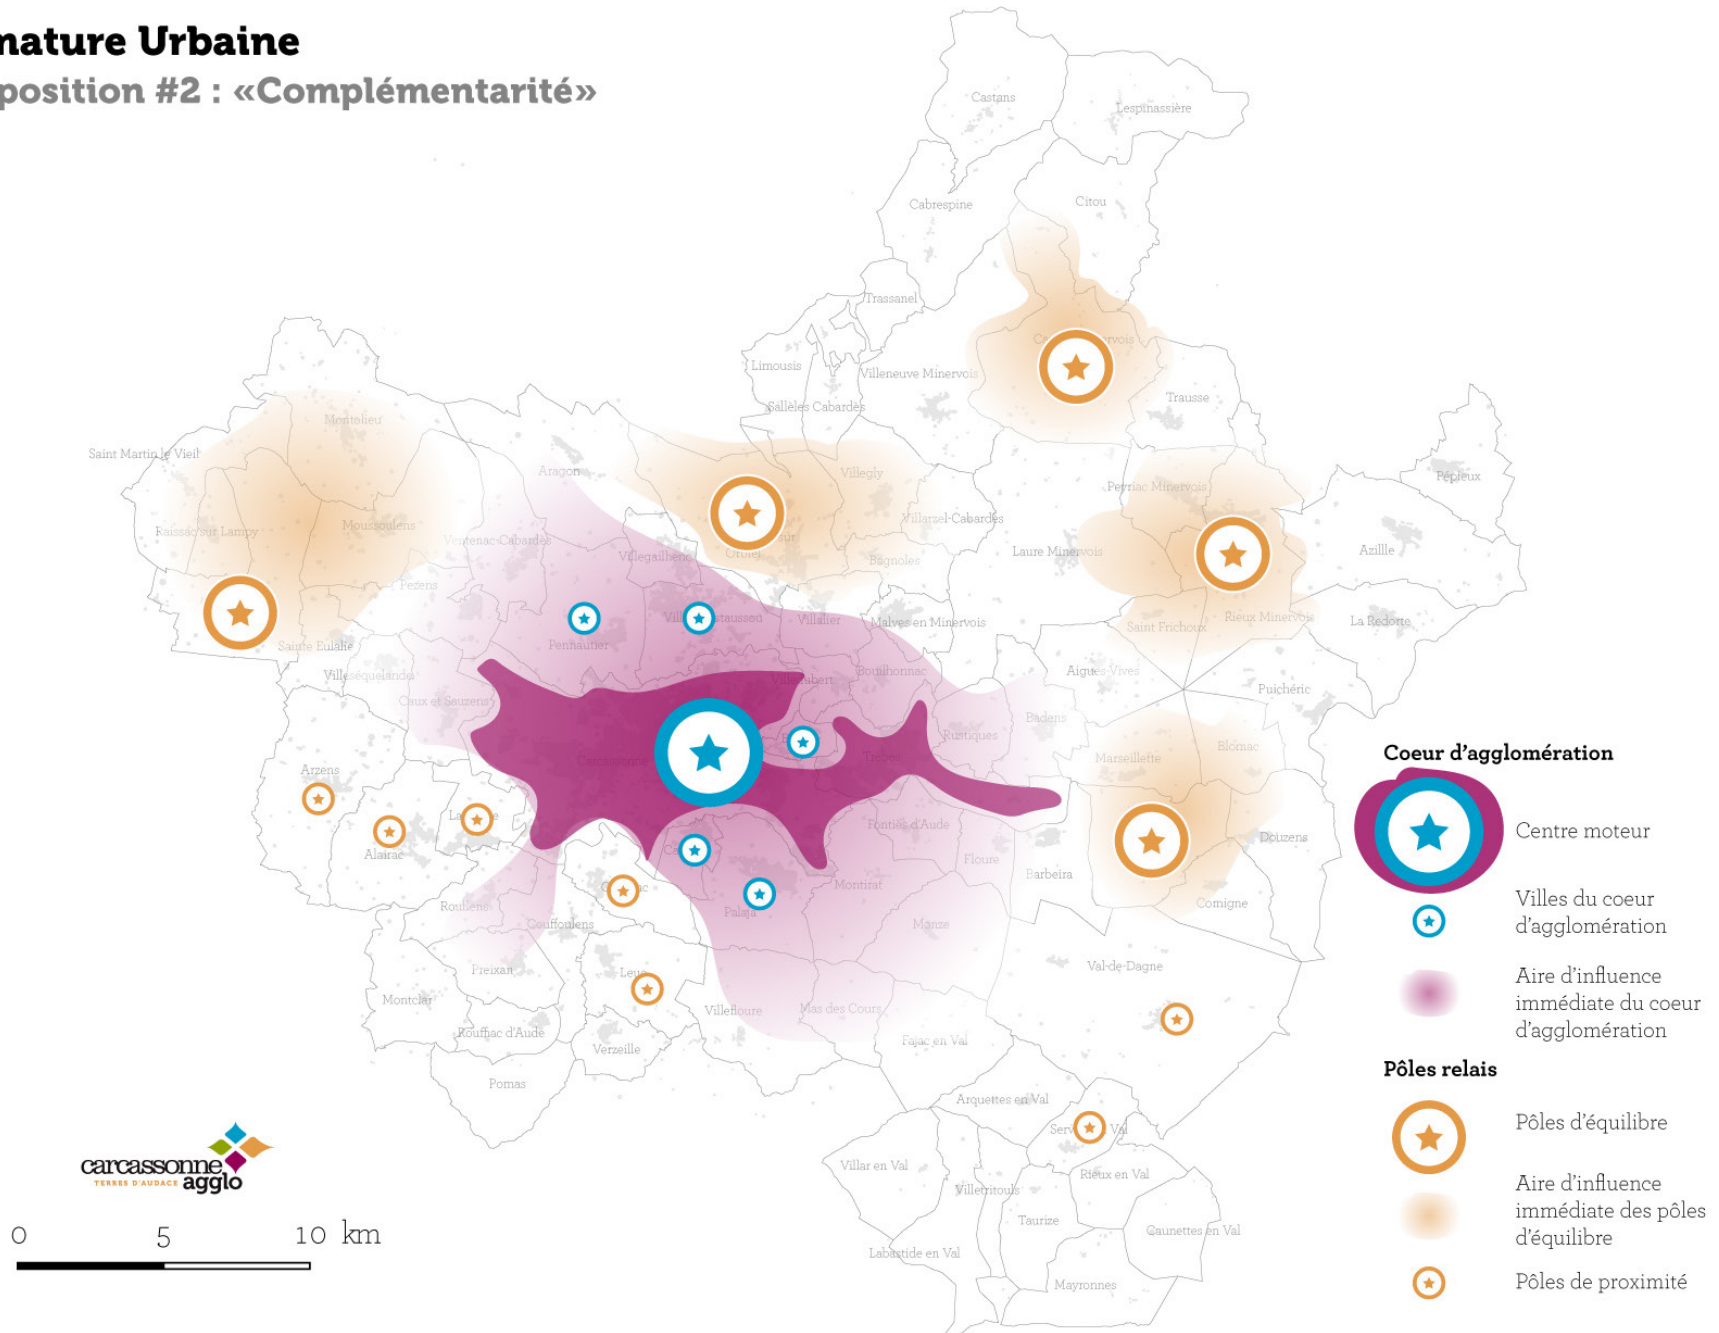 mature Urbaine
position #2 : «Complémentarité»
Castans
Lespinassière
Cabrespine
Citou
Trassanel
Limousis
Villeneuve Minervois
Sallèles Cabardès
Trausse
Montolieu
Saint Martin le Vieil
Aragon
Villegly
Pépieux
Peyriac Minervois
Raissac sur Lampy
Moussoulens
Villarzel-Cabardès
Ventenac-Cabardès
Villegailhenc
Bagnoles
Laure Minervois
Azillle
Pezens
Saint Frichoux
Rieux Minervois
La Redorte
Villalier
Malves en Minervois
Pennautier
Sainte Eulalie
Villesèquelande
Bouilhonnac
Aigues-Vives
Puichéric
Caux et Sauzens
Badens
Rustiques
Blomac
Marseillette
Carcassonne
Trèbes
Arzens
Fonties d'Aude
Douzens
Alairac
Floure
Barbeira
Montirat
Comigne
Roullens
Palaja
Couffoulens
Monze
Preixan
Leuc
Val-de-Dagne
Montclar
Villefloure
Mas des Cours
Rouffiac d'Aude
Verzeille
Fajac en Val
Pomas
Arquettes en Val
Villar en Val
Rieux en Val
Villetritouls
Taurize
Caunettes en Val
Labastide en Val
Mayronnes
Coeur d'agglomération
Centre moteur
Villes du coeur
d'agglomération
Aire d'influence
immédiate du coeur
d'agglomération
Pôles relais
Pôles d'équilibre
Aire d'influence
immédiate des pôles
d'équilibre
Pôles de proximité
carcassonne
TERRES D'AUDACE agglo
0 5 10 km